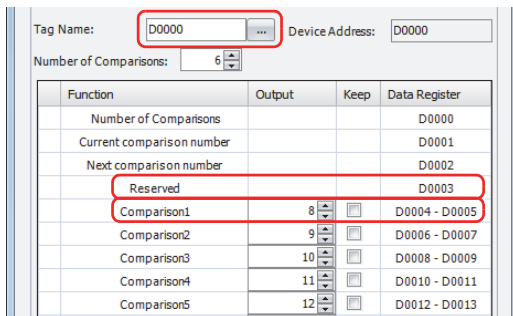 Tag Name: D0000 ... Device Address: D0000
Number of Comparisons: 6
Function Output Keep Data Register
Number of Comparisons D0000
Current comparison number D0001
Next comparison number D0002
Reserved D0003
Comparison1 8 D0004 - D0005
Comparison2 9 D0006 - D0007
Comparison3 10 D0008 - D0009
Comparison4 11 D0010 - D0011
Comparison5 12 D0012 - D0013